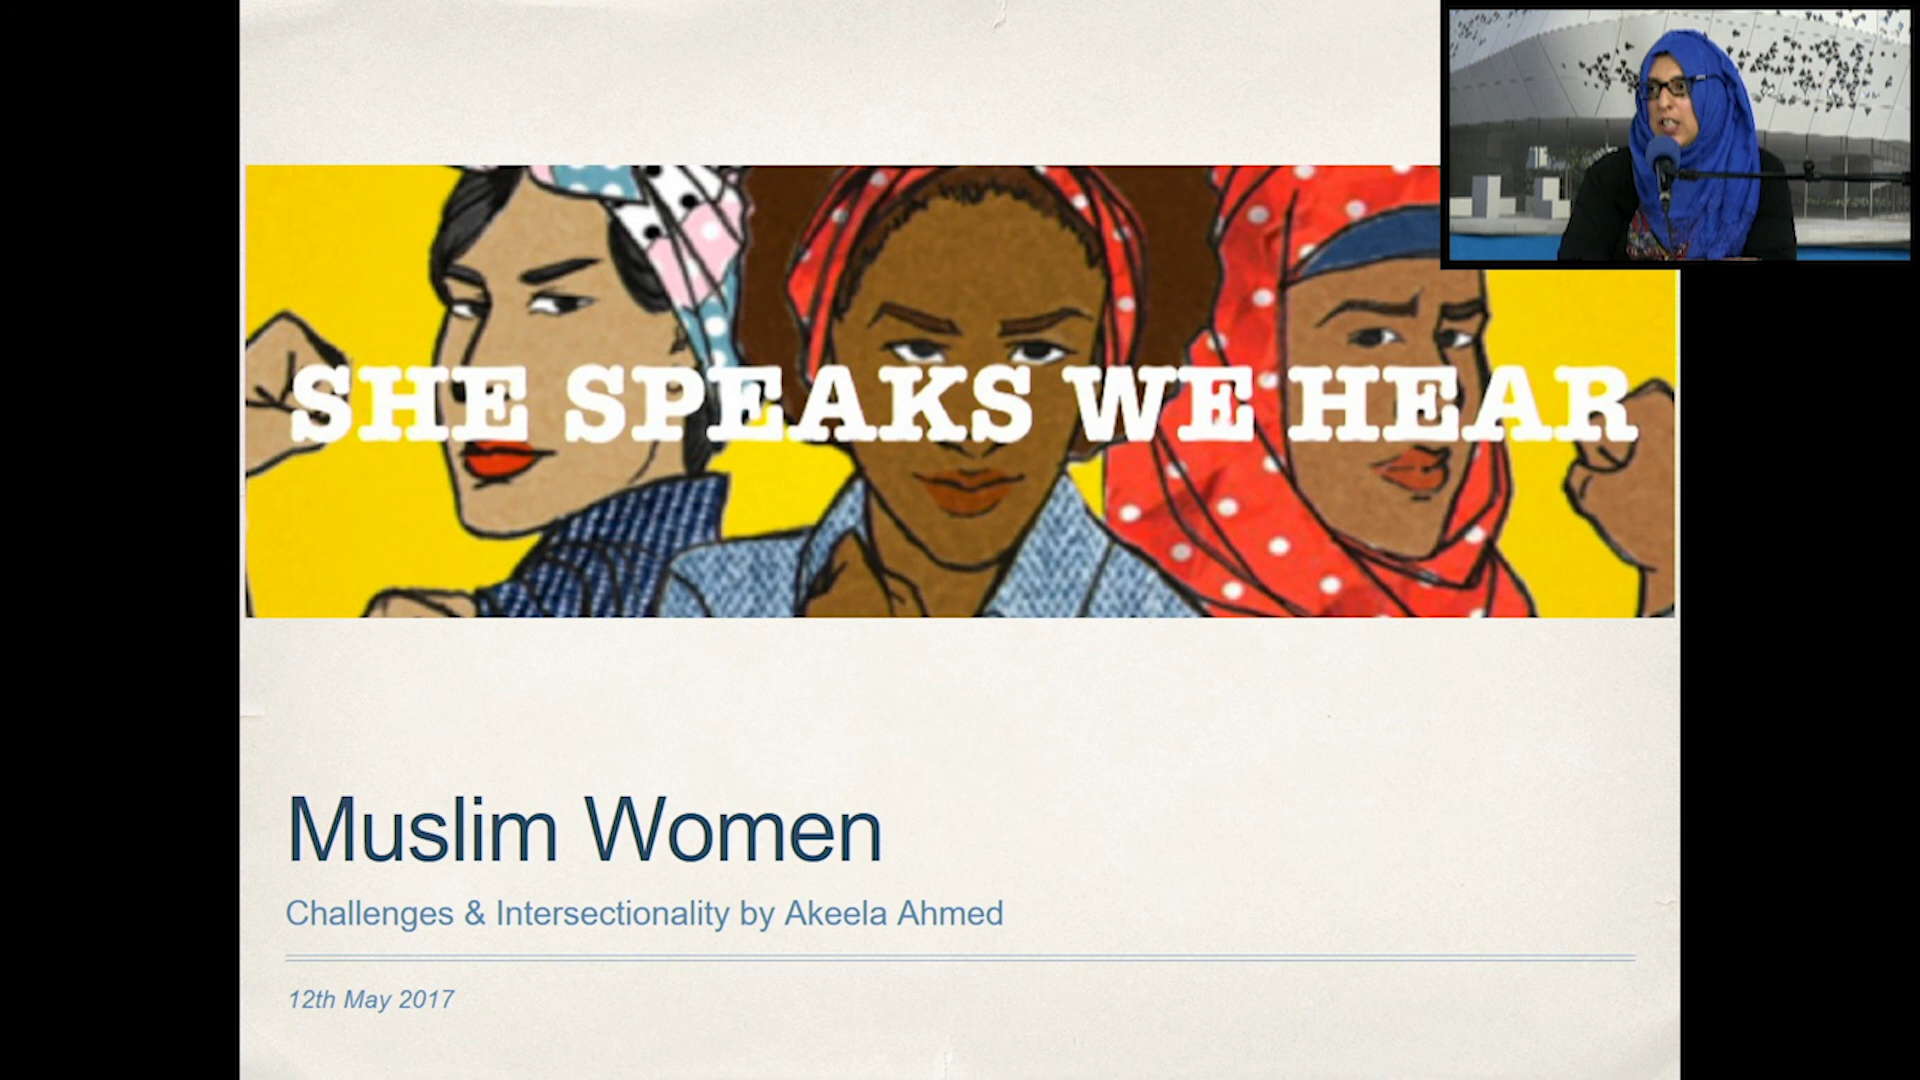 SHE SPEAKS WE HEAR
Muslim Women
Challenges & Intersectionality by Akeela Ahmed
12th May 2017